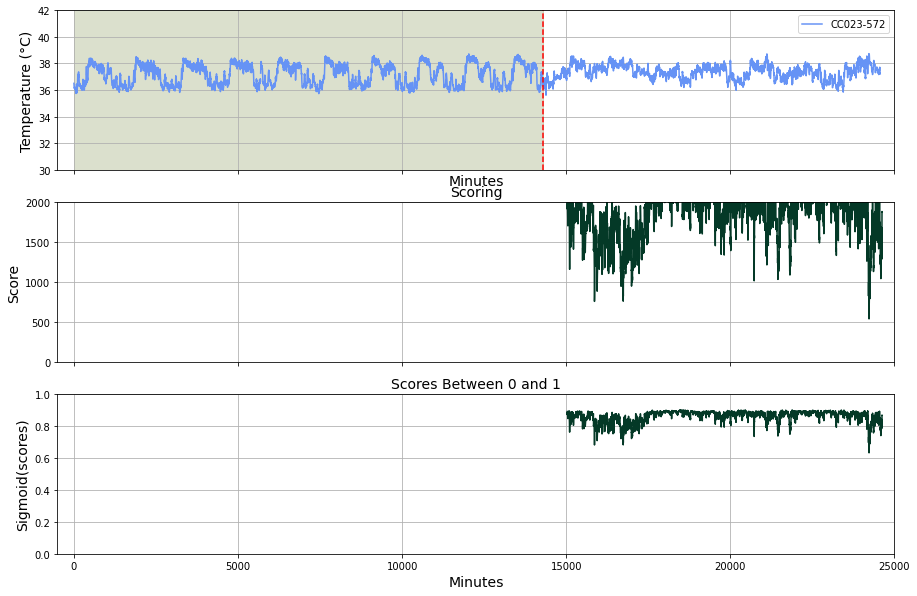 42
40
38
36
34
32
30
Temperature (°C)
CC023-572
Minutes
Scoring
2000
1500
1000
500
0
Score
Scores Between 0 and 1
1.0
0.8
0.6
0.4
0.2
0.0
Sigmoid(scores)
0 5000 10000 15000 20000 25000
Minutes